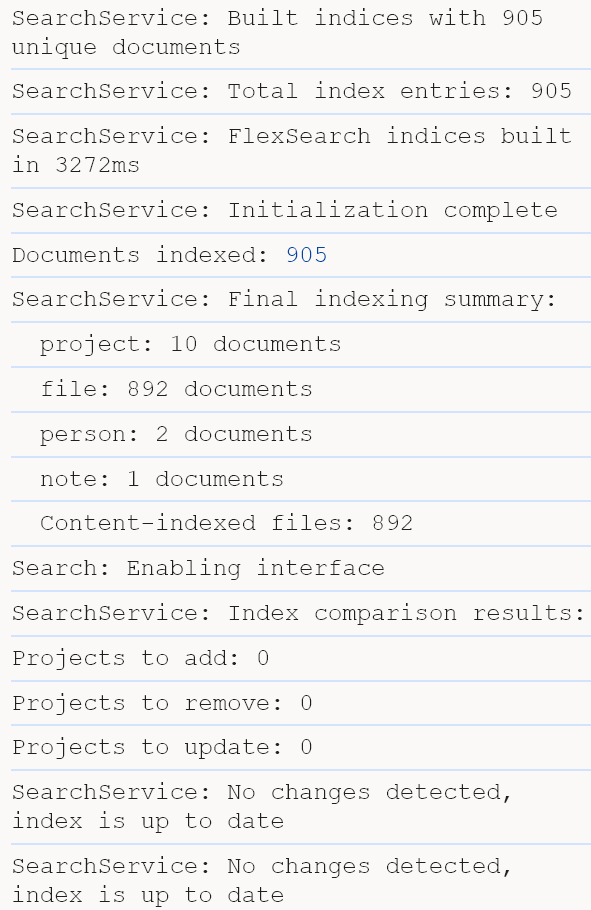 SearchService: Built indices with 905
unique documents
SearchService: Total index entries: 905
SearchService: FlexSearch indices built
in 3272ms
SearchService: Initialization complete
Documents indexed: 905
SearchService: Final indexing summary:
project: 10 documents
file: 892 documents
person: 2 documents
note: 1 documents
Content-indexed files: 892
Search: Enabling interface
SearchService: Index comparison results:
Projects to add: 0
Projects to remove: 0
Projects to update: 0
SearchService: No changes detected,
index is up to date
SearchService: No changes detected,
index is up to date